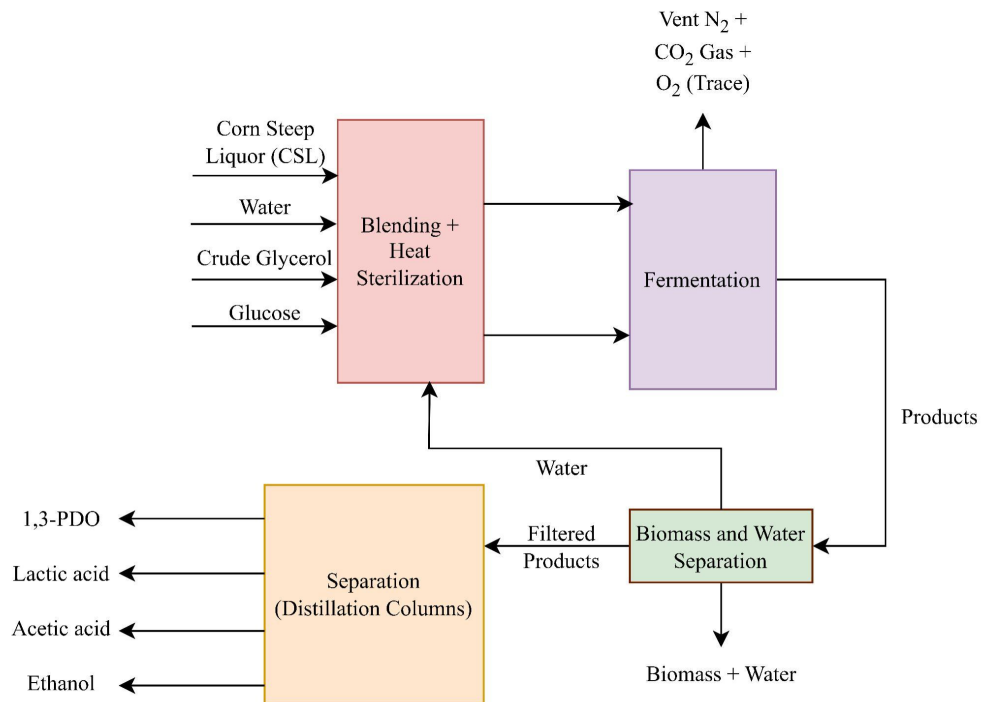 Vent N₂ +
CO₂ Gas +
O₂ (Trace)
Corn Steep
Liquor (CSL)
Water
Crude Glycerol
Glucose
Blending +
Heat
Sterilization
Fermentation
Products
Water
Biomass and Water
Separation
Filtered
Products
Biomass + Water
Separation
(Distillation Columns)
1,3-PDO
Lactic acid
Acetic acid
Ethanol